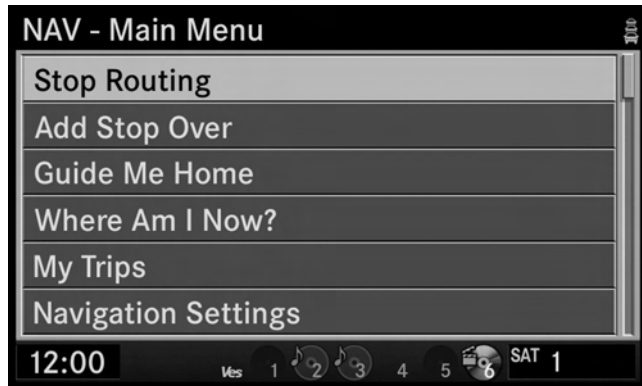 NAV - Main Menu
Stop Routing
Add Stop Over
Guide Me Home
Where Am I Now?
My Trips
Navigation Settings
12:00 Ves 1 2 3 4 5 6 SAT 1